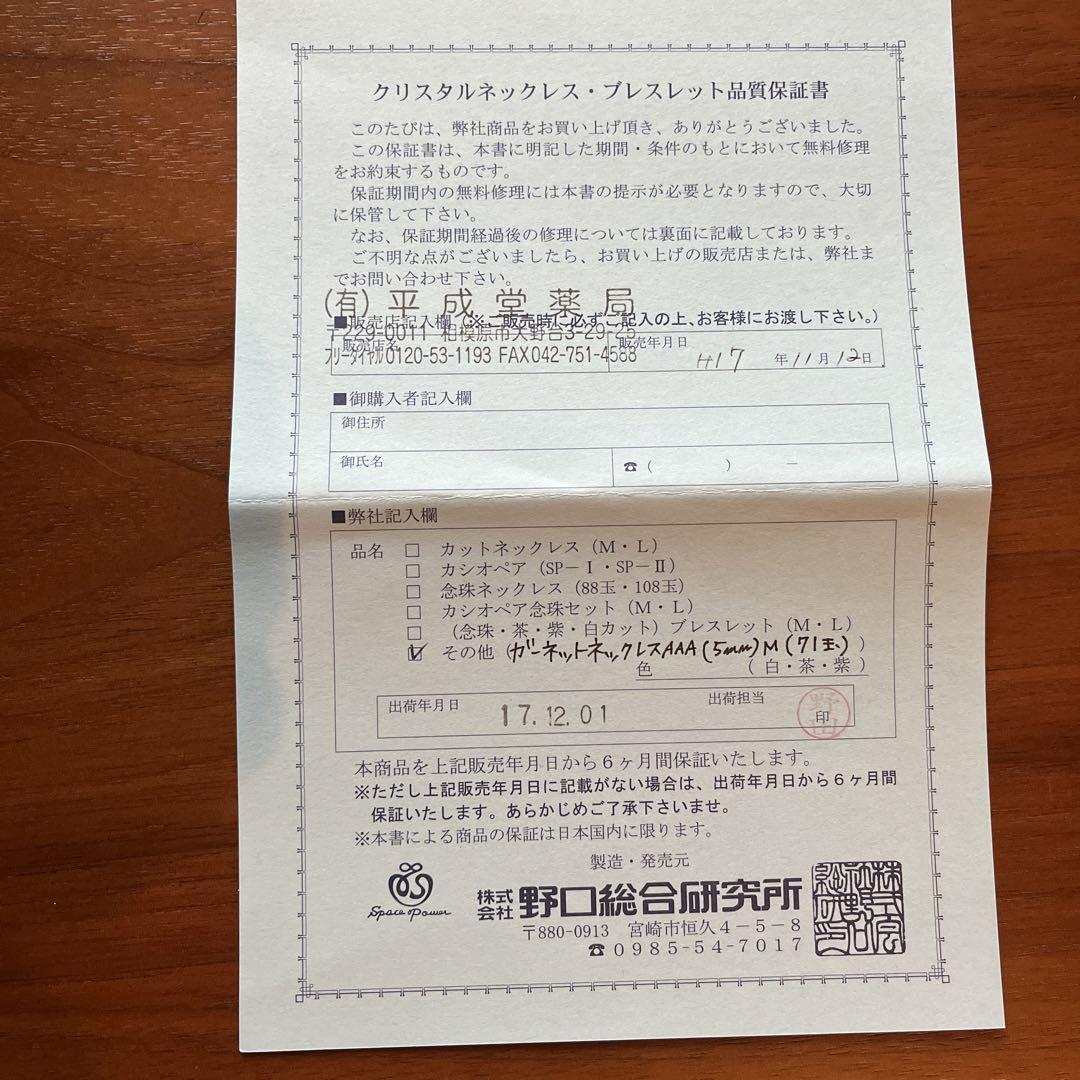 クリスタルネックレス・ブレスレット品質保証書
このたびは、弊社商品をお買い上げ頂き、ありがとうございました。
この保証書は、本書に明記した期間・条件のもとにおいて無料修理
をお約束するものです。
保証期間内の無料修理には本書の提示が必要となりますので、大切
に保管して下さい。
なお、保証期間経過後の修理については裏面に記載しております。
ご不明な点がございましたら、お買い上げの販売店または、弊社ま
でお問い合わせ下さい。
(有)平成堂薬局
■販売店記入欄(※ご販売時に必ずご記入の上、お客様にお渡し下さい。)
〒229-0011 相模原市大野台3-29-25
販売店名
フリーダイヤル0120-53-1193 FAX042-751-4588
販売年月日
H17年11月12日
■御購入者記入欄
御住所
御氏名
☎( ) −
■弊社記入欄
品名 □ カットネックレス(M・L)
□ カシオペア(SP−Ⅰ・SP−Ⅱ)
□ 念珠ネックレス(88玉・108玉)
□ カシオペア念珠セット(M・L)
□ (念珠・茶・紫・白カット)ブレスレット(M・L)
☑ その他(ガーネットネックレスAAA(5mm)M(71玉))
色 (白・茶・紫)
出荷年月日 17.12.01 出荷担当 印
本商品を上記販売年月日から6ヶ月間保証いたします。
※ただし上記販売年月日に記載がない場合は、出荷年月日から6ヶ月間
保証いたします。あらかじめご了承下さいませ。
※本書による商品の保証は日本国内に限ります。
製造・発売元
Space Power
株式会社 野口総合研究所
〒880-0913 宮崎市恒久4−5−8
☎0985-54-7017